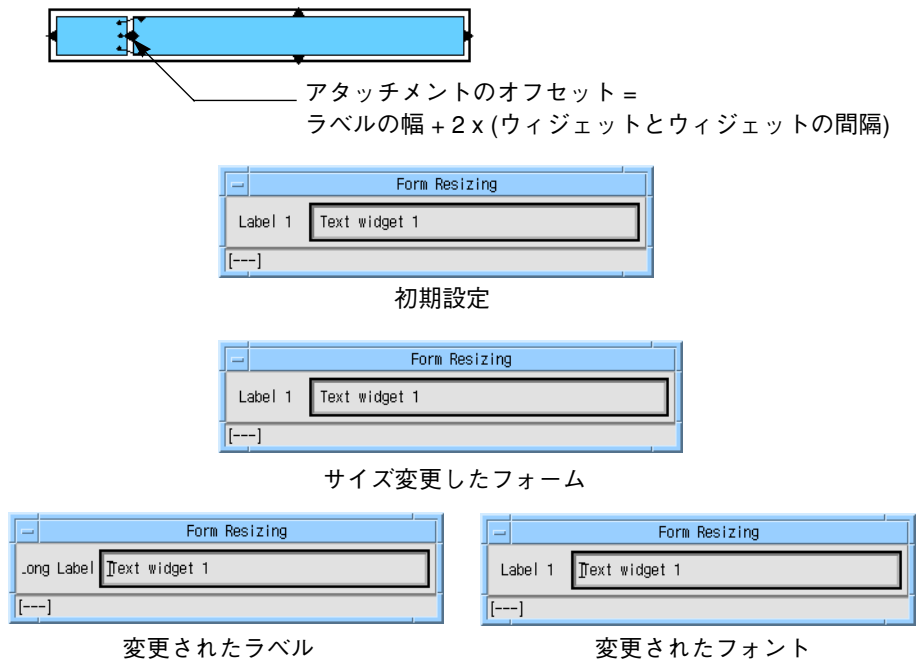 アタッチメントのオフセット =
ラベルの幅 + 2 x (ウィジェットとウィジェットの間隔)
Form Resizing
Label 1 Text widget 1
[---]
初期設定
Form Resizing
Label 1 Text widget 1
[---]
サイズ変更したフォーム
Form Resizing
ong Label Text widget 1
[---]
変更されたラベル
Form Resizing
Label 1 Text widget 1
[---]
変更されたフォント